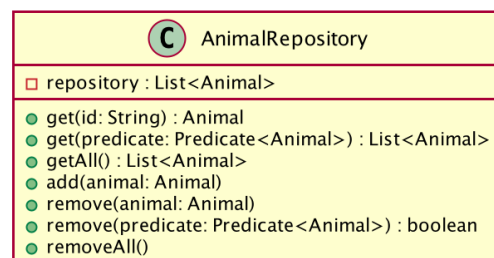 C AnimalRepository
repository : List<Animal>
get(id: String) : Animal
get(predicate: Predicate<Animal>) : List<Animal>
getAll() : List<Animal>
add(animal: Animal)
remove(animal: Animal)
remove(predicate: Predicate<Animal>) : boolean
removeAll()